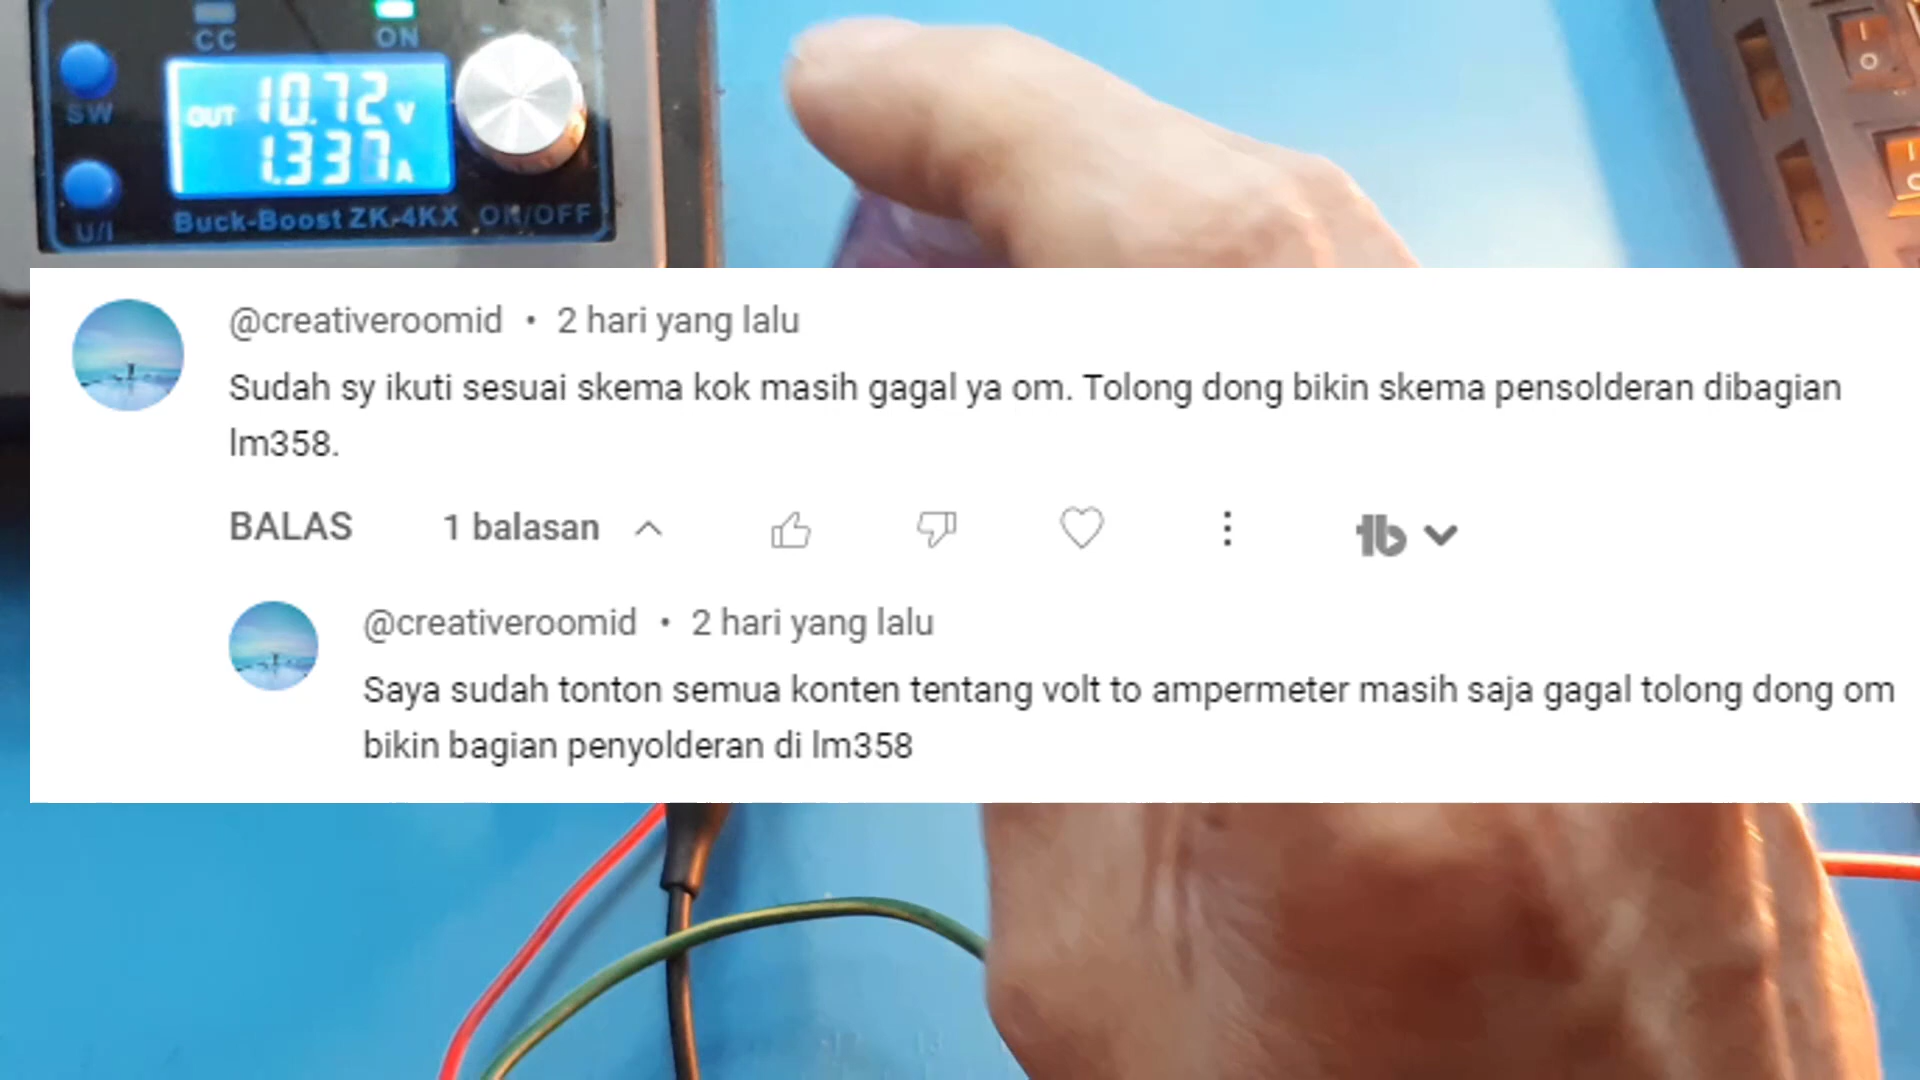 CC ON
SW
OUT 10.72 V
1.337 A
U/I
Buck-Boost ZK-4KX ON/OFF
@creativeroomid • 2 hari yang lalu
Sudah sy ikuti sesuai skema kok masih gagal ya om. Tolong dong bikin skema pensolderan dibagian
lm358.
BALAS 1 balasan
@creativeroomid • 2 hari yang lalu
Saya sudah tonton semua konten tentang volt to ampermeter masih saja gagal tolong dong om
bikin bagian penyolderan di lm358